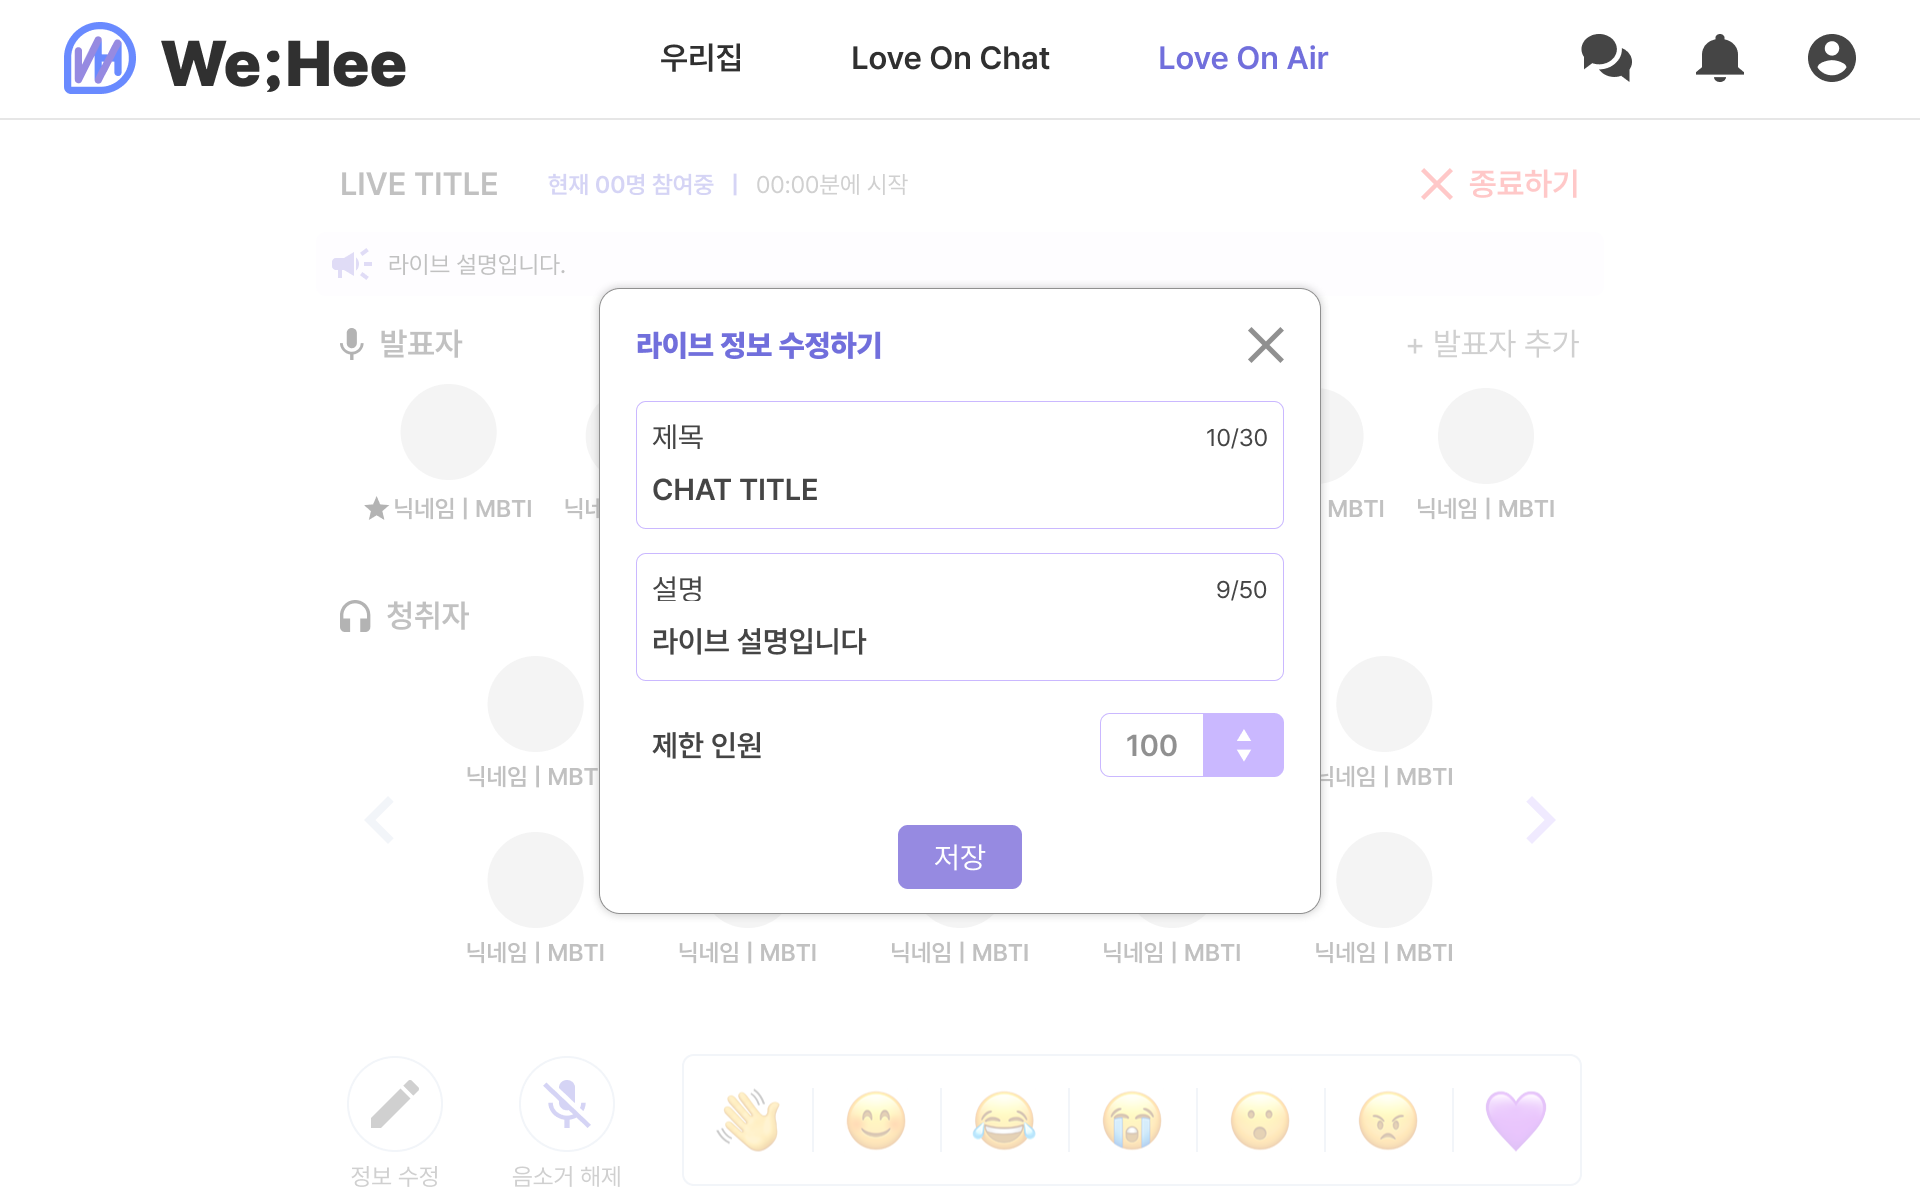 We;Hee
우리집
Love On Chat
Love On Air
LIVE TITLE
현재 00명 참여중 | 00:00분에 시작
종료하기
라이브 설명입니다.
발표자
+ 발표자 추가
닉네임 | MBTI
닉네
MBTI
닉네임 | MBTI
라이브 정보 수정하기
제목
10/30
CHAT TITLE
설명
9/50
라이브 설명입니다
제한 인원
100
저장
청취자
닉네임 | MBT
닉네임 | MBTI
닉네임 | MBTI
닉네임 | MBTI
닉네임 | MBTI
닉네임 | MBTI
닉네임 | MBTI
정보 수정
음소거 해제